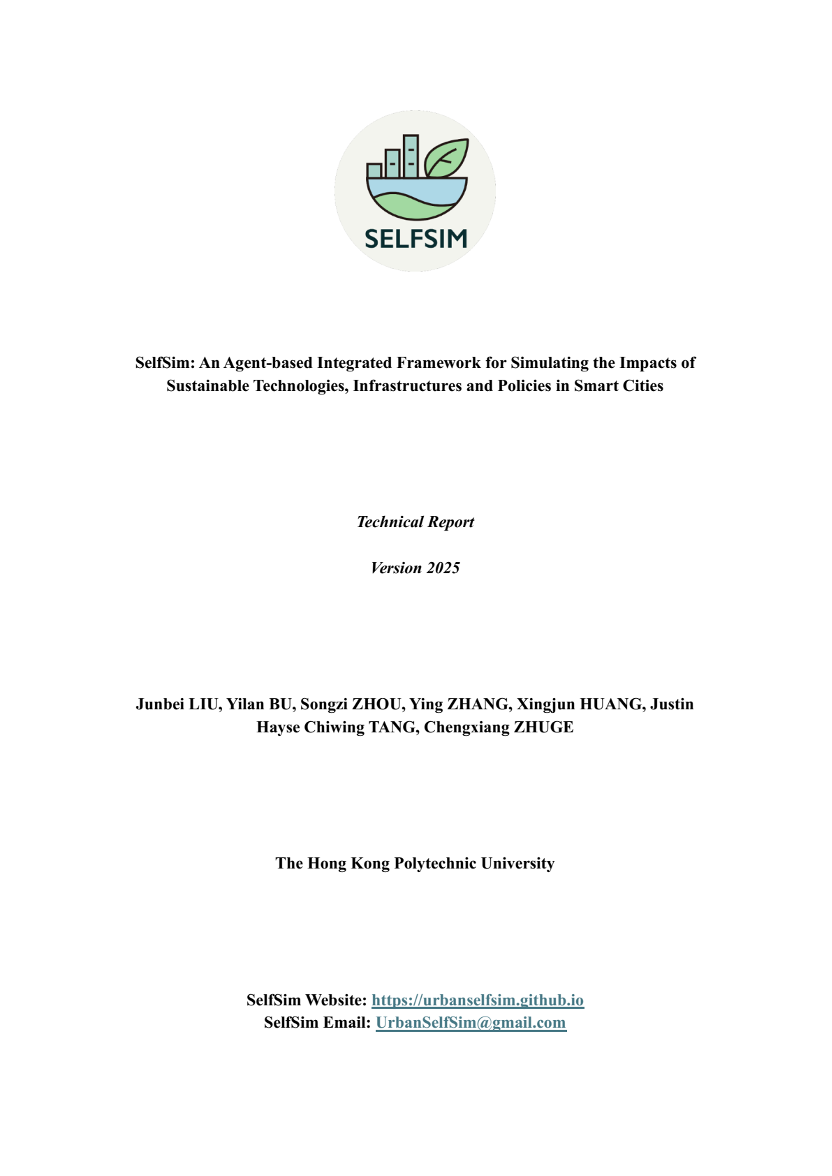 SELFSIM
SelfSim: An Agent-based Integrated Framework for Simulating the Impacts of
Sustainable Technologies, Infrastructures and Policies in Smart Cities
Technical Report
Version 2025
Junbei LIU, Yilan BU, Songzi ZHOU, Ying ZHANG, Xingjun HUANG, Justin
Hayse Chiwing TANG, Chengxiang ZHUGE
The Hong Kong Polytechnic University
SelfSim Website: https://urbanselfsim.github.io
SelfSim Email: UrbanSelfSim@gmail.com